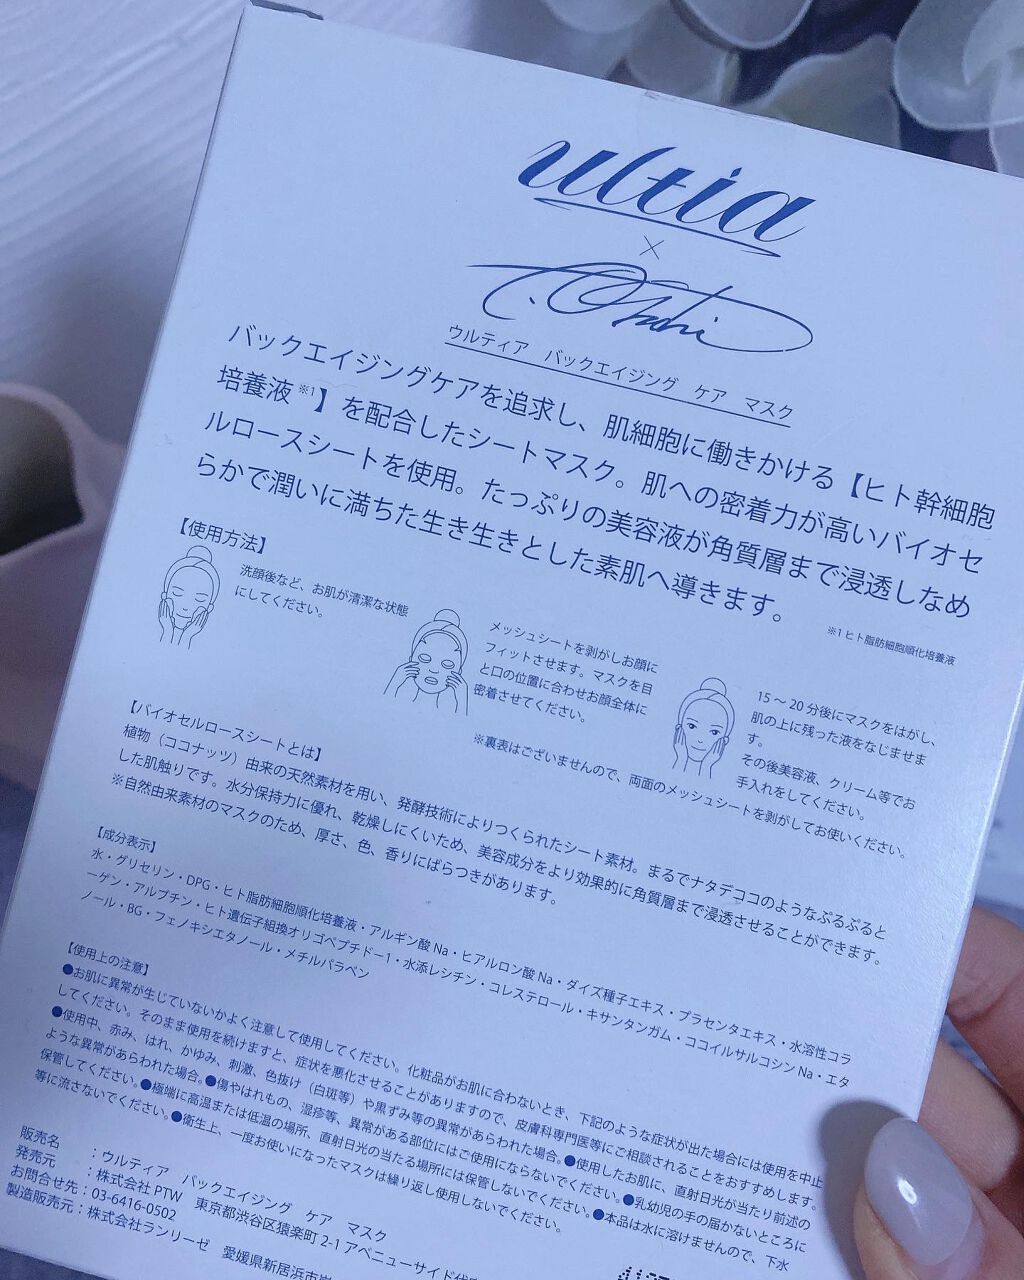 ultia
×
ウルティア バックエイジング ケア マスク
バックエイジングケアを追求し、肌細胞に働きかける【ヒト幹細胞
培養液※1】を配合したシートマスク。肌への密着力が高いバイオセ
ルロースシートを使用。たっぷりの美容液が角質層まで浸透しなめ
らかで潤いに満ちた生き生きとした素肌へ導きます。
※1 ヒト脂肪細胞順化培養液
【使用方法】
洗顔後など、お肌が清潔な状態
にしてください。
メッシュシートを剥がしお顔に
フィットさせます。マスクを目
と口の位置に合わせお顔全体に
密着させてください。
15～20分後にマスクをはがし、
肌の上に残った液をなじませま
す。
その後美容液、クリーム等でお
手入れをしてください。
※裏表はございませんので、両面のメッシュシートを剥がしてお使いください。
【バイオセルロースシートとは】
植物（ココナッツ）由来の天然素材を用い、発酵技術によりつくられたシート素材。まるでナタデココのようなぷるぷると
した肌触りです。水分保持力に優れ、乾燥しにくいため、美容成分をより効果的に角質層まで浸透させることができます。
※自然由来素材のマスクのため、厚さ、色、香りにばらつきがあります。
【成分表示】
水・グリセリン・DPG・ヒト脂肪細胞順化培養液・アルギン酸Na・ヒアルロン酸Na・ダイズ種子エキス・プラセンタエキス・水溶性コラ
ーゲン・アルブチン・ヒト遺伝子組換オリゴペプチドー1・水添レシチン・コレステロール・キサンタンガム・ココイルサルコシンNa・エタ
ノール・BG・フェノキシエタノール・メチルパラベン
【使用上の注意】
●お肌に異常が生じていないかよく注意して使用してください。化粧品がお肌に合わないとき、下記のような症状が出た場合には使用を中止
してください。そのまま使用を続けますと、症状を悪化させることがありますので、皮膚科専門医等にご相談されることをおすすめします。
●使用中、赤み、はれ、かゆみ、刺激、色抜け（白斑等）や黒ずみ等の異常があらわれた場合。●使用したお肌に、直射日光が当たり前述の
ような異常があらわれた場合。●傷やはれもの、湿疹等、異常がある部位にはご使用にならないでください。●乳幼児の手の届かないところに
保管してください。●極端に高温または低温の場所、直射日光の当たる場所には保管しないでください。●本品は水に溶けませんので、下水
等に流さないでください。●衛生上、一度お使いになったマスクは繰り返し使用しないでください。
販売名 ：ウルティア バックエイジング ケア マスク
発売元 ：株式会社PTW 東京都渋谷区猿楽町2-1アベニューサイド代
お問合せ先：03-6416-0502
製造販売元：株式会社ランリーゼ 愛媛県新居浜市